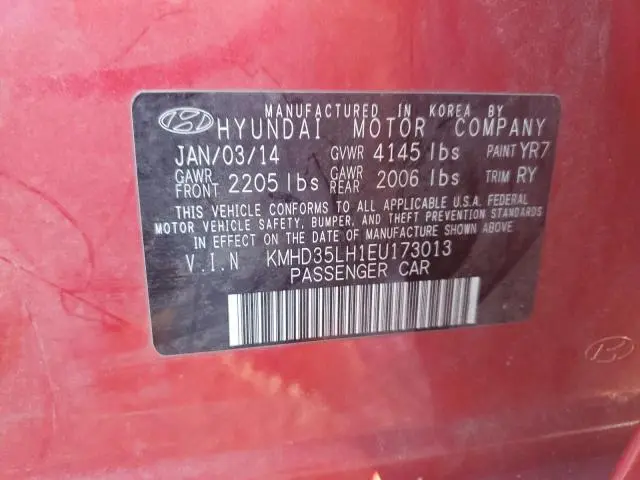 MANUFACTURED IN KOREA BY
HYUNDAI MOTOR COMPANY
JAN/03/14 GVWR 4145 lbs PAINT YR7
GAWR FRONT 2205 lbs GAWR REAR 2006 lbs TRIM RY
THIS VEHICLE CONFORMS TO ALL APPLICABLE U.S.A. FEDERAL
MOTOR VEHICLE SAFETY, BUMPER, AND THEFT PREVENTION STANDARDS
IN EFFECT ON THE DATE OF MANUFACTURE SHOWN ABOVE.
V.I.N KMHD35LH1EU173013
PASSENGER CAR